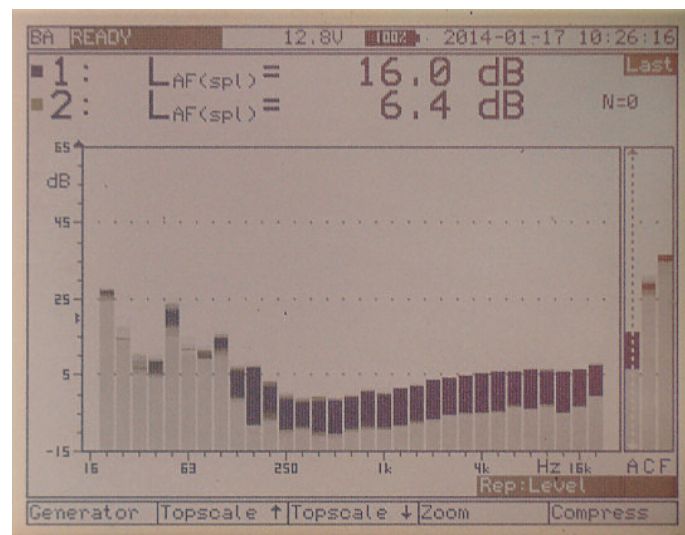 BA READY 12.8V 100% 2014-01-17 10:26:16
1: LAF(spl)= 16.0 dB Last
2: LAF(spl)= 6.4 dB N=0
65
dB
45
25
5
-15
16 63 250 1k 4k Hz 16k A C F
Rep:Level
Generator Topscale ↑ Topscale ↓ Zoom Compress